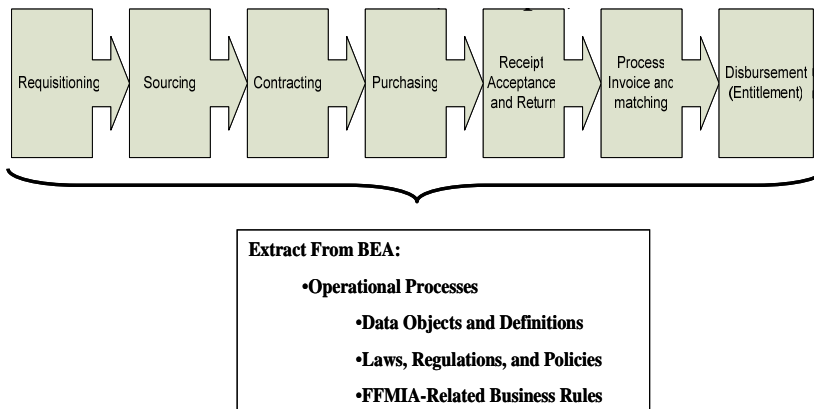 Requisitioning
Sourcing
Contracting
Purchasing
Receipt
Acceptance
and Return
Process
Invoice and
matching
Disbursement
(Entitlement)
Extract From BEA:
•Operational Processes
•Data Objects and Definitions
•Laws, Regulations, and Policies
•FFMIA-Related Business Rules